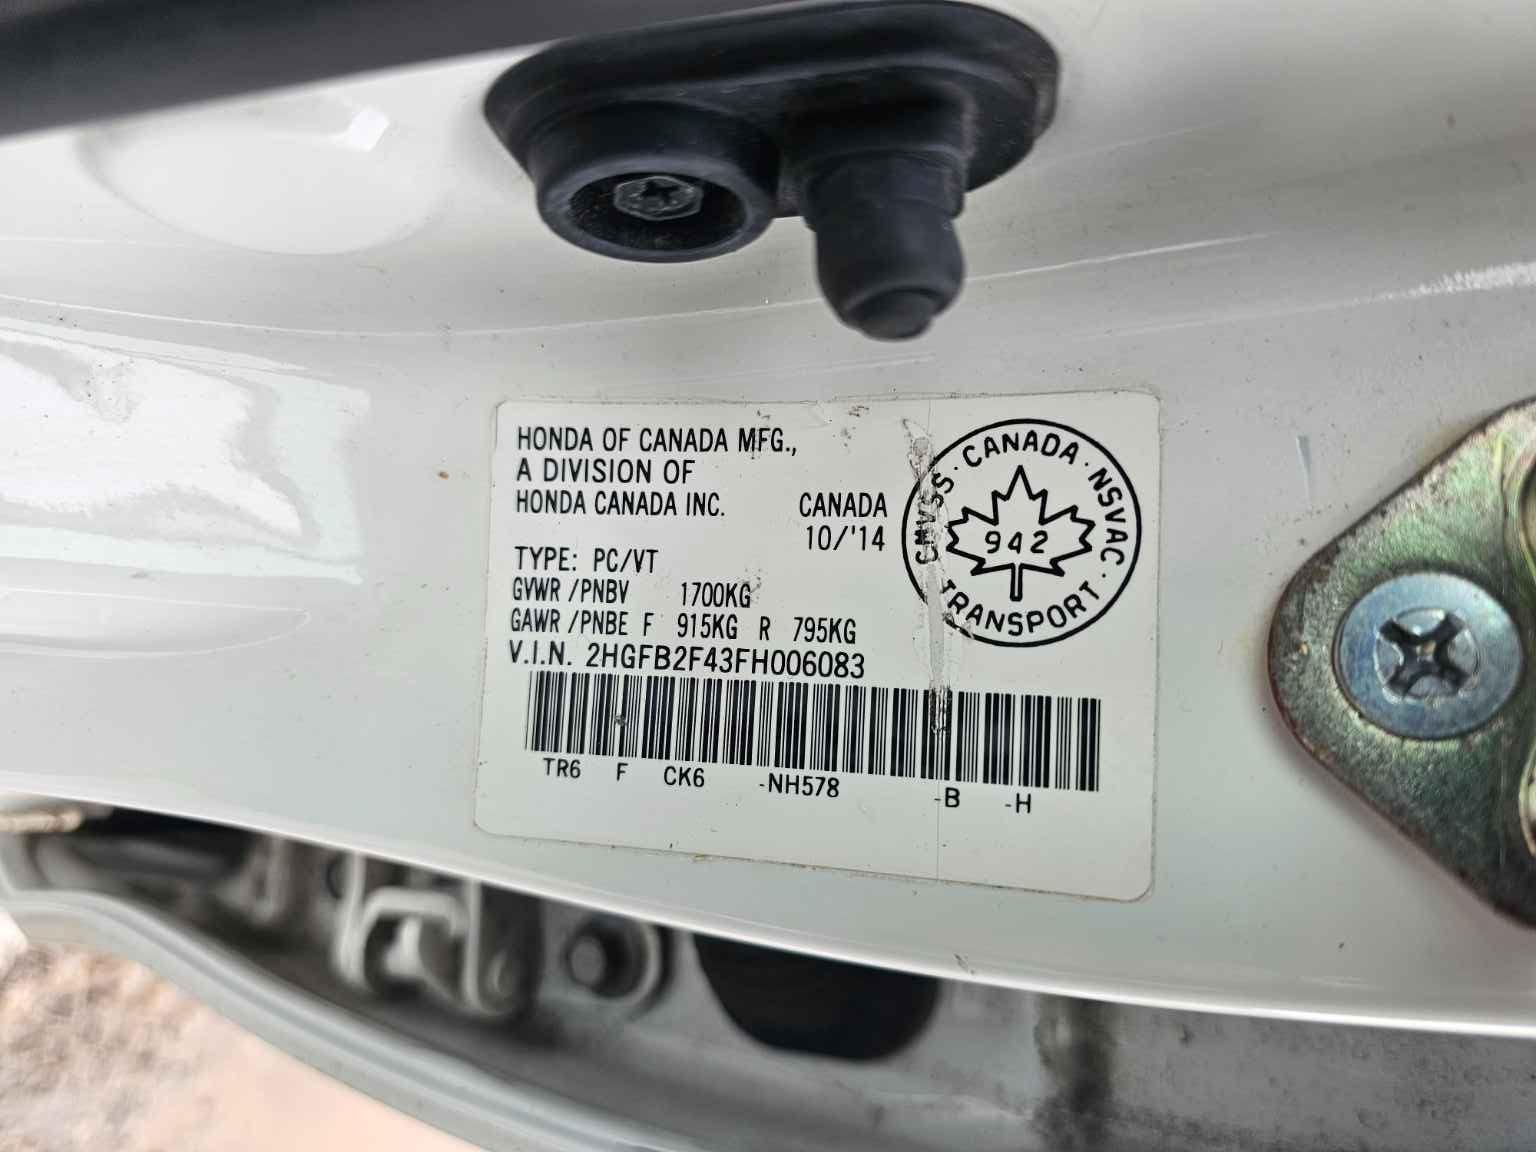 HONDA OF CANADA MFG.,
A DIVISION OF
HONDA CANADA INC.
CANADA
10/'14
TYPE: PC/VT
GVWR /PNBV 1700KG
GAWR /PNBE F 915KG R 795KG
V.I.N. 2HGFB2F43FH006083
TR6 F CK6 -NH578 -B -H
CMVSS · CANADA · NSVAC · TRANSPORT
942